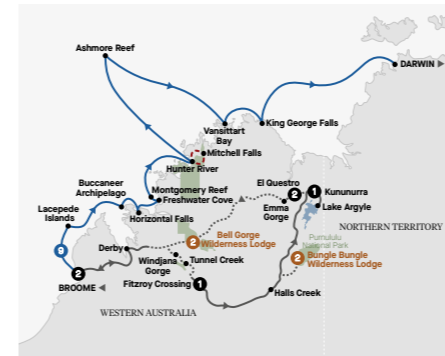 Ashmore Reef
DARWIN
Vansittart
Bay
King George Falls
Mitchell Falls
Hunter River
El Questro
2
1
Kununurra
Buccaneer
Archipelago
Montgomery Reef
Freshwater Cove
Emma
Gorge
Lake Argyle
Lacepede
Islands
Horizontal Falls
NORTHERN TERRITORY
9
Derby
2
Bell Gorge
Wilderness Lodge
Purnululu
National Park
2
Bungle Bungle
Wilderness Lodge
Windjana
Gorge
Tunnel Creek
2
BROOME
Fitzroy Crossing
1
Halls Creek
WESTERN AUSTRALIA